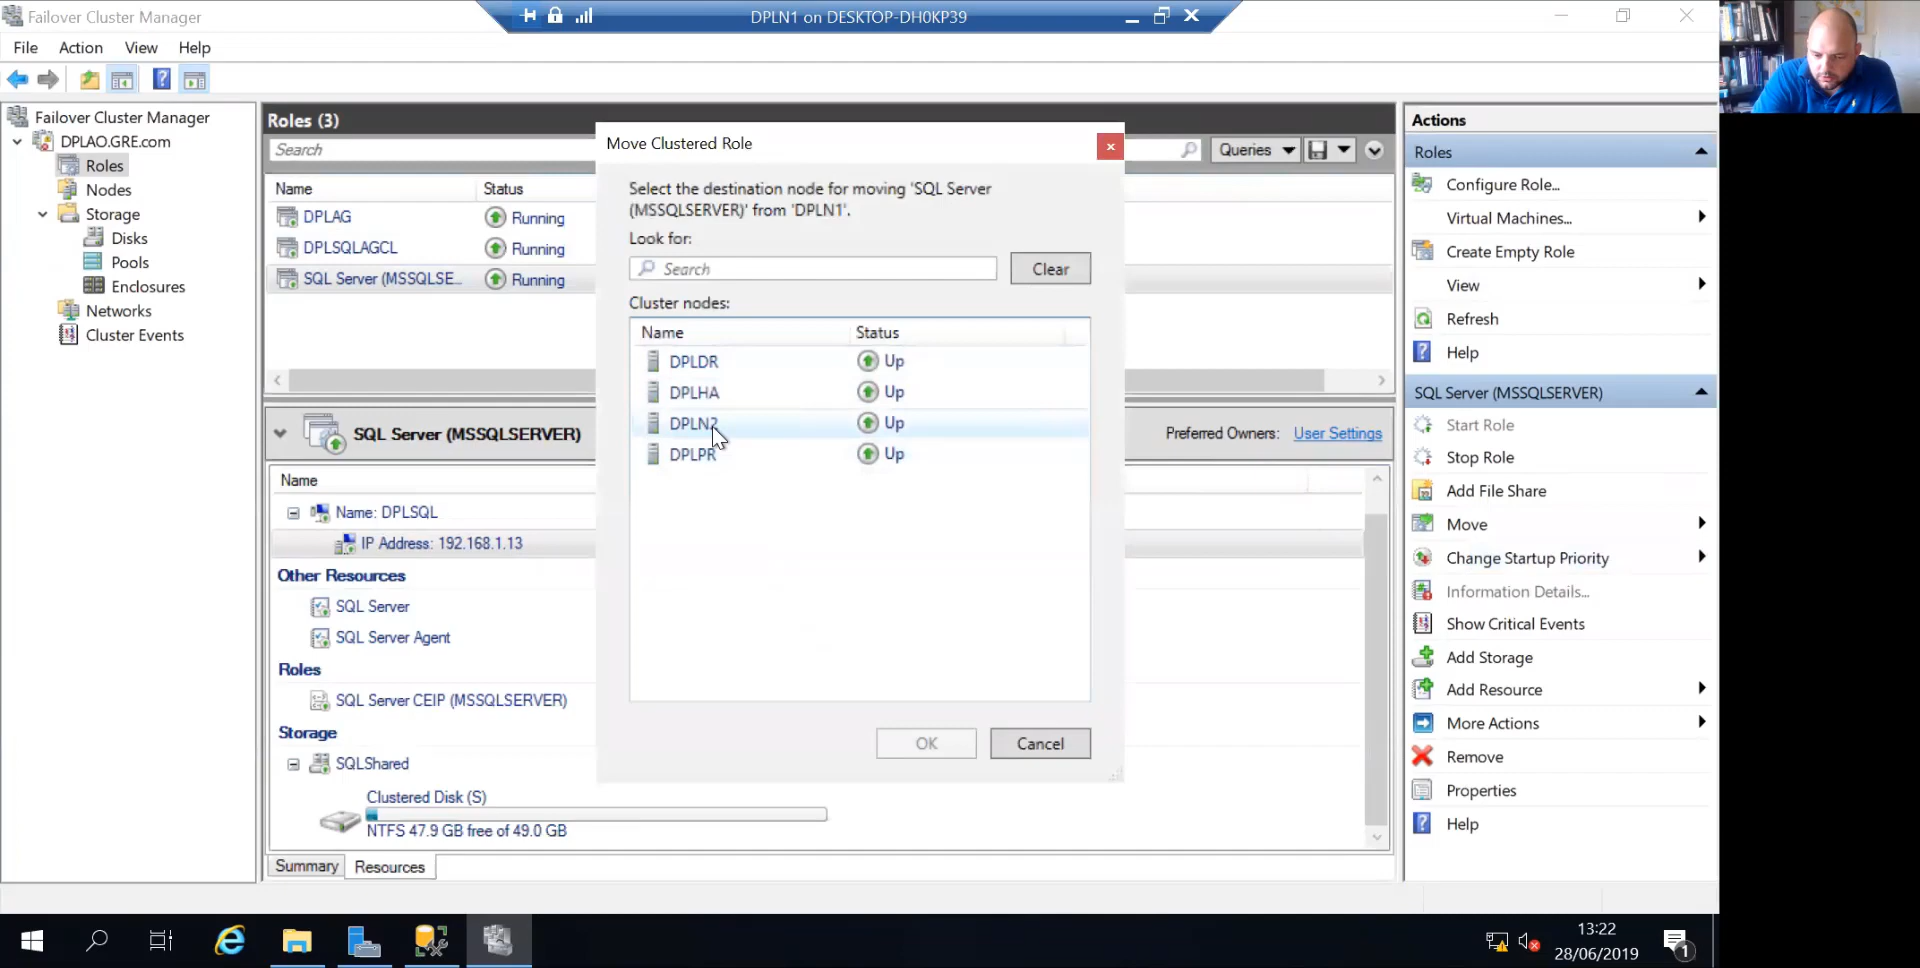 Failover Cluster Manager
DPLN1 on DESKTOP-DH0KP39
File Action View Help
Failover Cluster Manager
DPLAO.GRE.com
Roles
Nodes
Storage
Disks
Pools
Enclosures
Networks
Cluster Events
Roles (3)
Search
Queries
Name Status
DPLAG Running
DPLSQLAGCL Running
SQL Server (MSSQLSE... Running
SQL Server (MSSQLSERVER)
Preferred Owners: User Settings
Name
Name: DPLSQL
IP Address: 192.168.1.13
Other Resources
SQL Server
SQL Server Agent
Roles
SQL Server CEIP (MSSQLSERVER)
Storage
SQLShared
Clustered Disk (S)
NTFS 47.9 GB free of 49.0 GB
Summary Resources
Move Clustered Role
Select the destination node for moving 'SQL Server
(MSSQLSERVER)' from 'DPLN1'.
Look for:
Search
Clear
Cluster nodes:
Name Status
DPLDR Up
DPLHA Up
DPLN2 Up
DPLPR Up
OK Cancel
Actions
Roles
Configure Role...
Virtual Machines...
Create Empty Role
View
Refresh
Help
SQL Server (MSSQLSERVER)
Start Role
Stop Role
Add File Share
Move
Change Startup Priority
Information Details...
Show Critical Events
Add Storage
Add Resource
More Actions
Remove
Properties
Help
13:22
28/06/2019
1